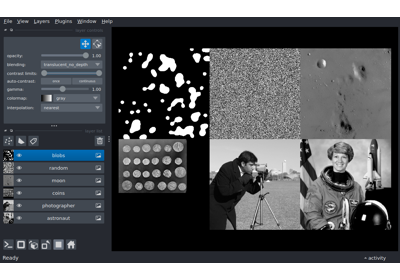 File View Layers Plugins Window Help
opacity: 1.00
blending: translucent_no_depth
contrast limits:
auto-contrast: once continuous
gamma: 1.00
colormap: gray
interpolation: nearest
blobs
random
moon
coins
photographer
astronaut
Ready
activity